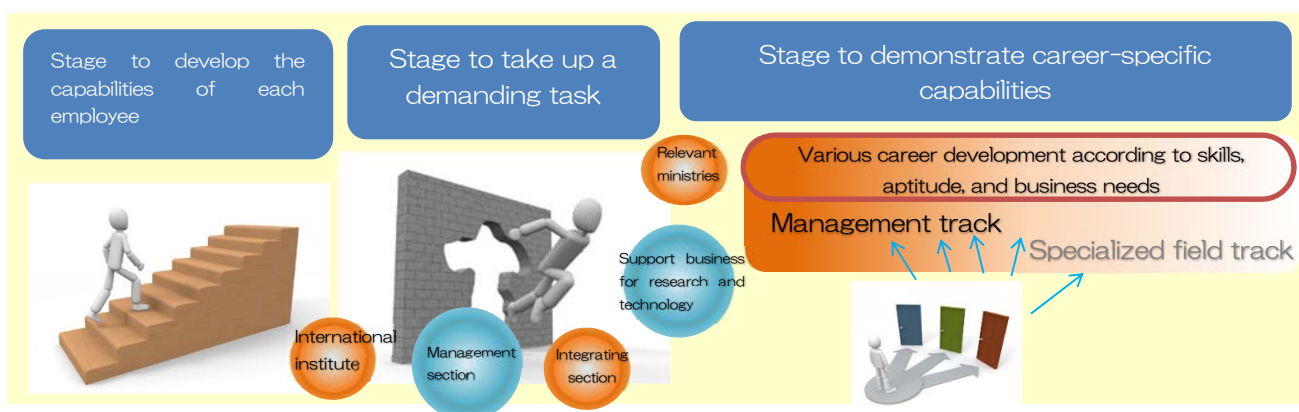 Stage to develop the
capabilities of each
employee
Stage to take up a
demanding task
Stage to demonstrate career-specific
capabilities
Relevant
ministries
Various career development according to skills,
aptitude, and business needs
Management track
Specialized field track
Support business
for research and
technology
International
institute
Management
section
Integrating
section